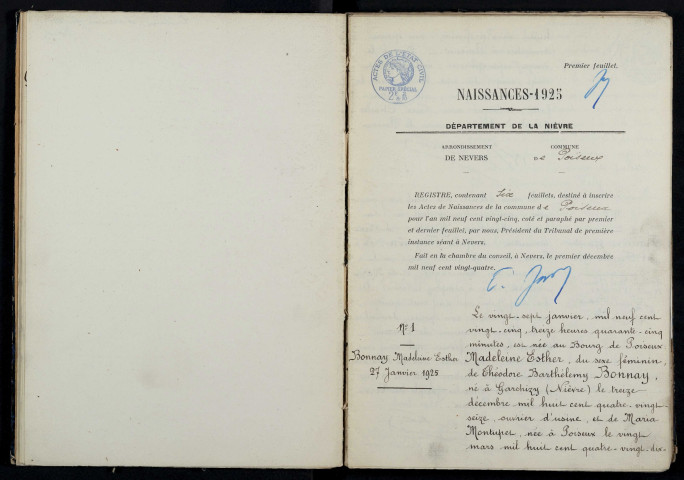 Premier feuillet.
ACTES DE L'ÉTAT CIVIL
PAPIER SPÉCIAL
NAISSANCES-1925
DÉPARTEMENT DE LA NIÈVRE
ARRONDISSEMENT
DE NEVERS
COMMUNE
de Poiseux
REGISTRE, contenant six feuillets, destiné à inscrire
les Actes de Naissances de la commune de Poiseux
pour l'an mil neuf cent vingt-cinq, coté et paraphé par premier
et dernier feuillet, par nous, Président du Tribunal de première
instance séant à Nevers.
Fait en la chambre du conseil, à Nevers, le premier décembre
mil neuf cent vingt-quatre.
N° 1
Bonnay Madeleine Esther
27 Janvier 1925
Le vingt-sept janvier, mil neuf cent
vingt-cinq, treize heures quarante-cinq
minutes, est née au Bourg de Poiseux
Madeleine Esther, du sexe féminin,
de Théodore Barthélemy Bonnay,
né à Garchizy (Nièvre) le treize
décembre mil huit cent quatre-vingt-
seize, ouvrier d'usine, et de Maria
Montupet, née à Poiseux le vingt
mars mil huit cent quatre-vingt-dix-